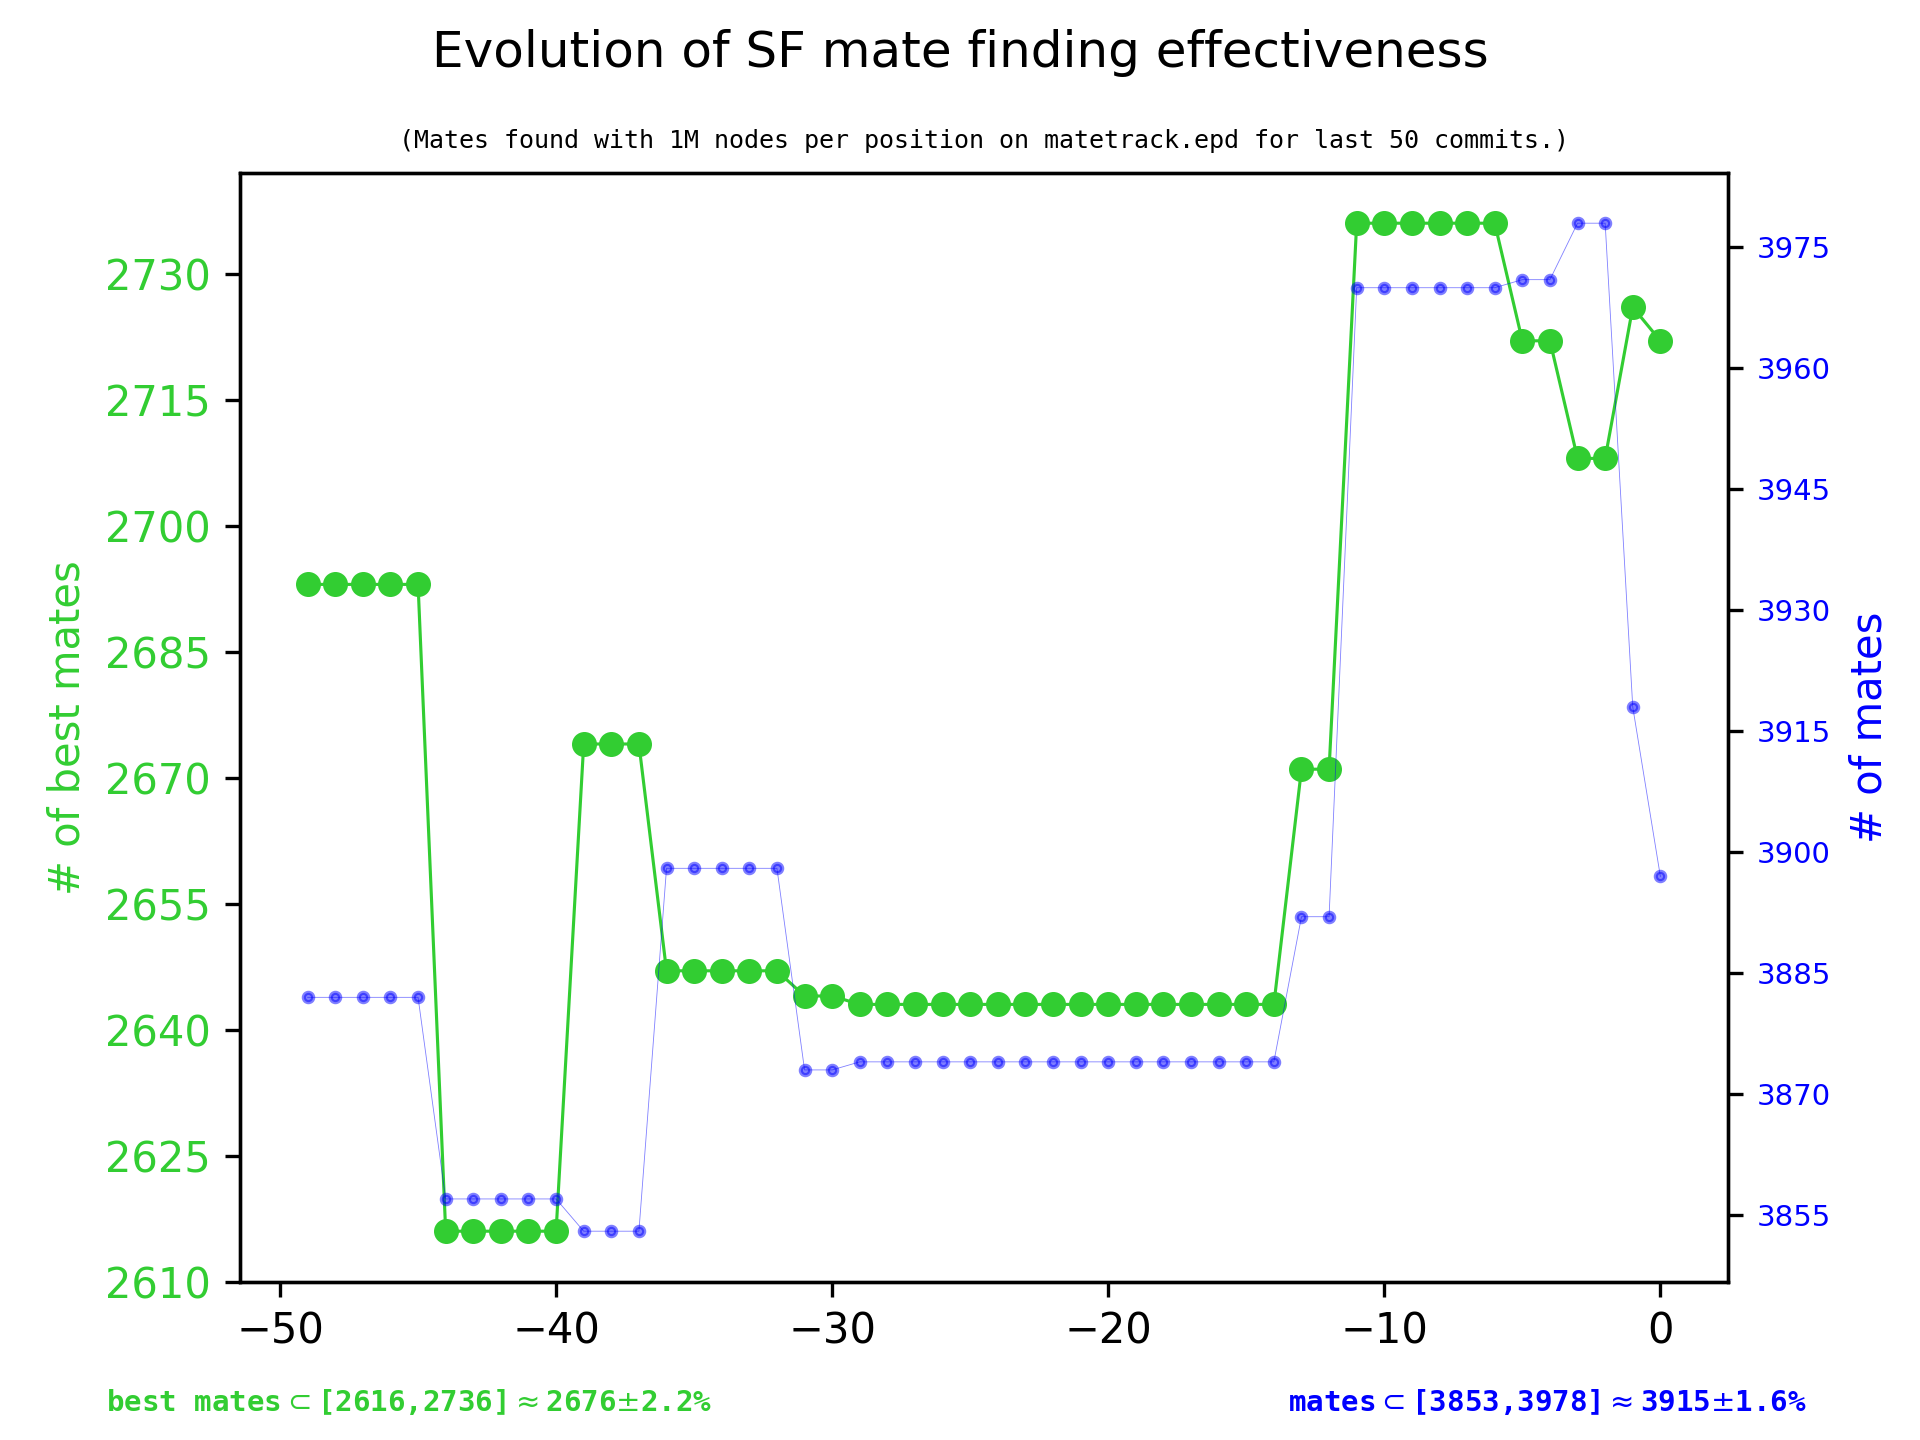 Evolution of SF mate finding effectiveness
(Mates found with 1M nodes per position on matetrack.epd for last 50 commits.)
# of best mates
2730
2715
2700
2685
2670
2655
2640
2625
2610
3975
3960
3945
3930
3915
3900
3885
3870
3855
# of mates
−50 −40 −30 −20 −10 0
best mates ⊂ [2616,2736] ≈ 2676±2.2%
mates ⊂ [3853,3978] ≈ 3915±1.6%